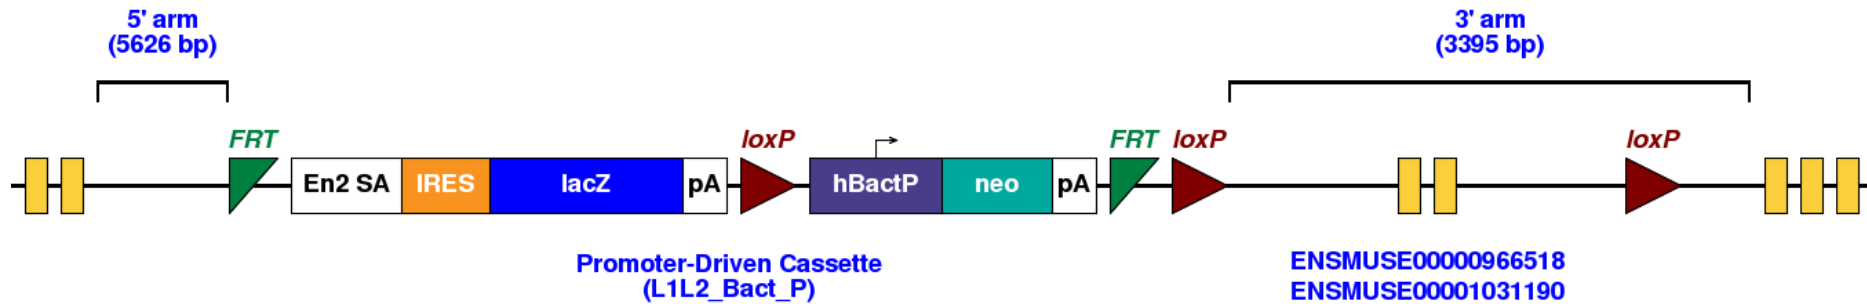 5' arm
(5626 bp)
3' arm
(3395 bp)
FRT
loxP
FRT
loxP
loxP
En2 SA
IRES
lacZ
pA
hBactP
neo
pA
Promoter-Driven Cassette
(L1L2_Bact_P)
ENSMUSE00000966518
ENSMUSE00001031190